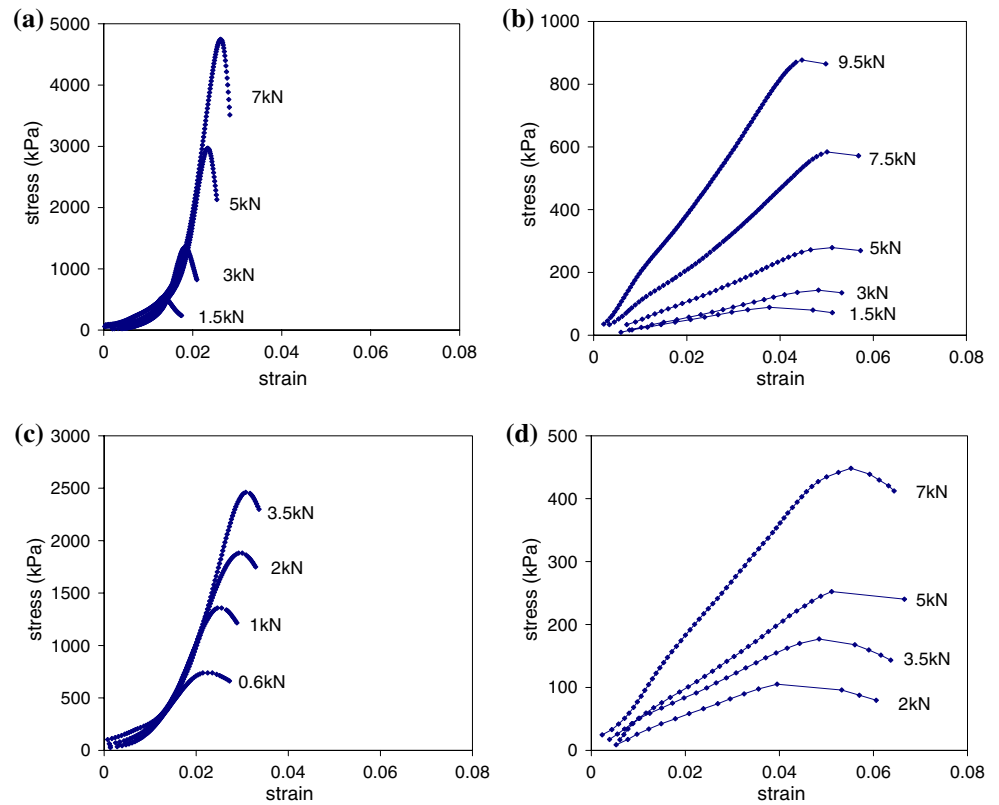 (a)
5000
4000
3000
2000
1000
0
stress (kPa)
7kN
5kN
3kN
1.5kN
0 0.02 0.04 0.06 0.08
strain
(b)
1000
800
600
400
200
0
stress (kPa)
9.5kN
7.5kN
5kN
3kN
1.5kN
0 0.02 0.04 0.06 0.08
strain
(c)
3000
2500
2000
1500
1000
500
0
stress (kPa)
3.5kN
2kN
1kN
0.6kN
0 0.02 0.04 0.06 0.08
strain
(d)
500
400
300
200
100
0
stress (kPa)
7kN
5kN
3.5kN
2kN
0 0.02 0.04 0.06 0.08
strain